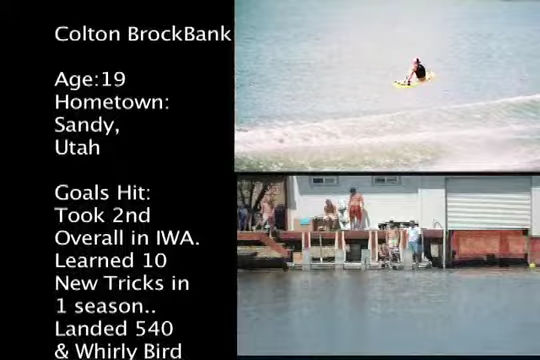 Colton BrockBank
Age:19
Hometown:
Sandy,
Utah
Goals Hit:
Took 2nd
Overall in IWA.
Learned 10
New Tricks in
1 season..
Landed 540
& Whirly Bird